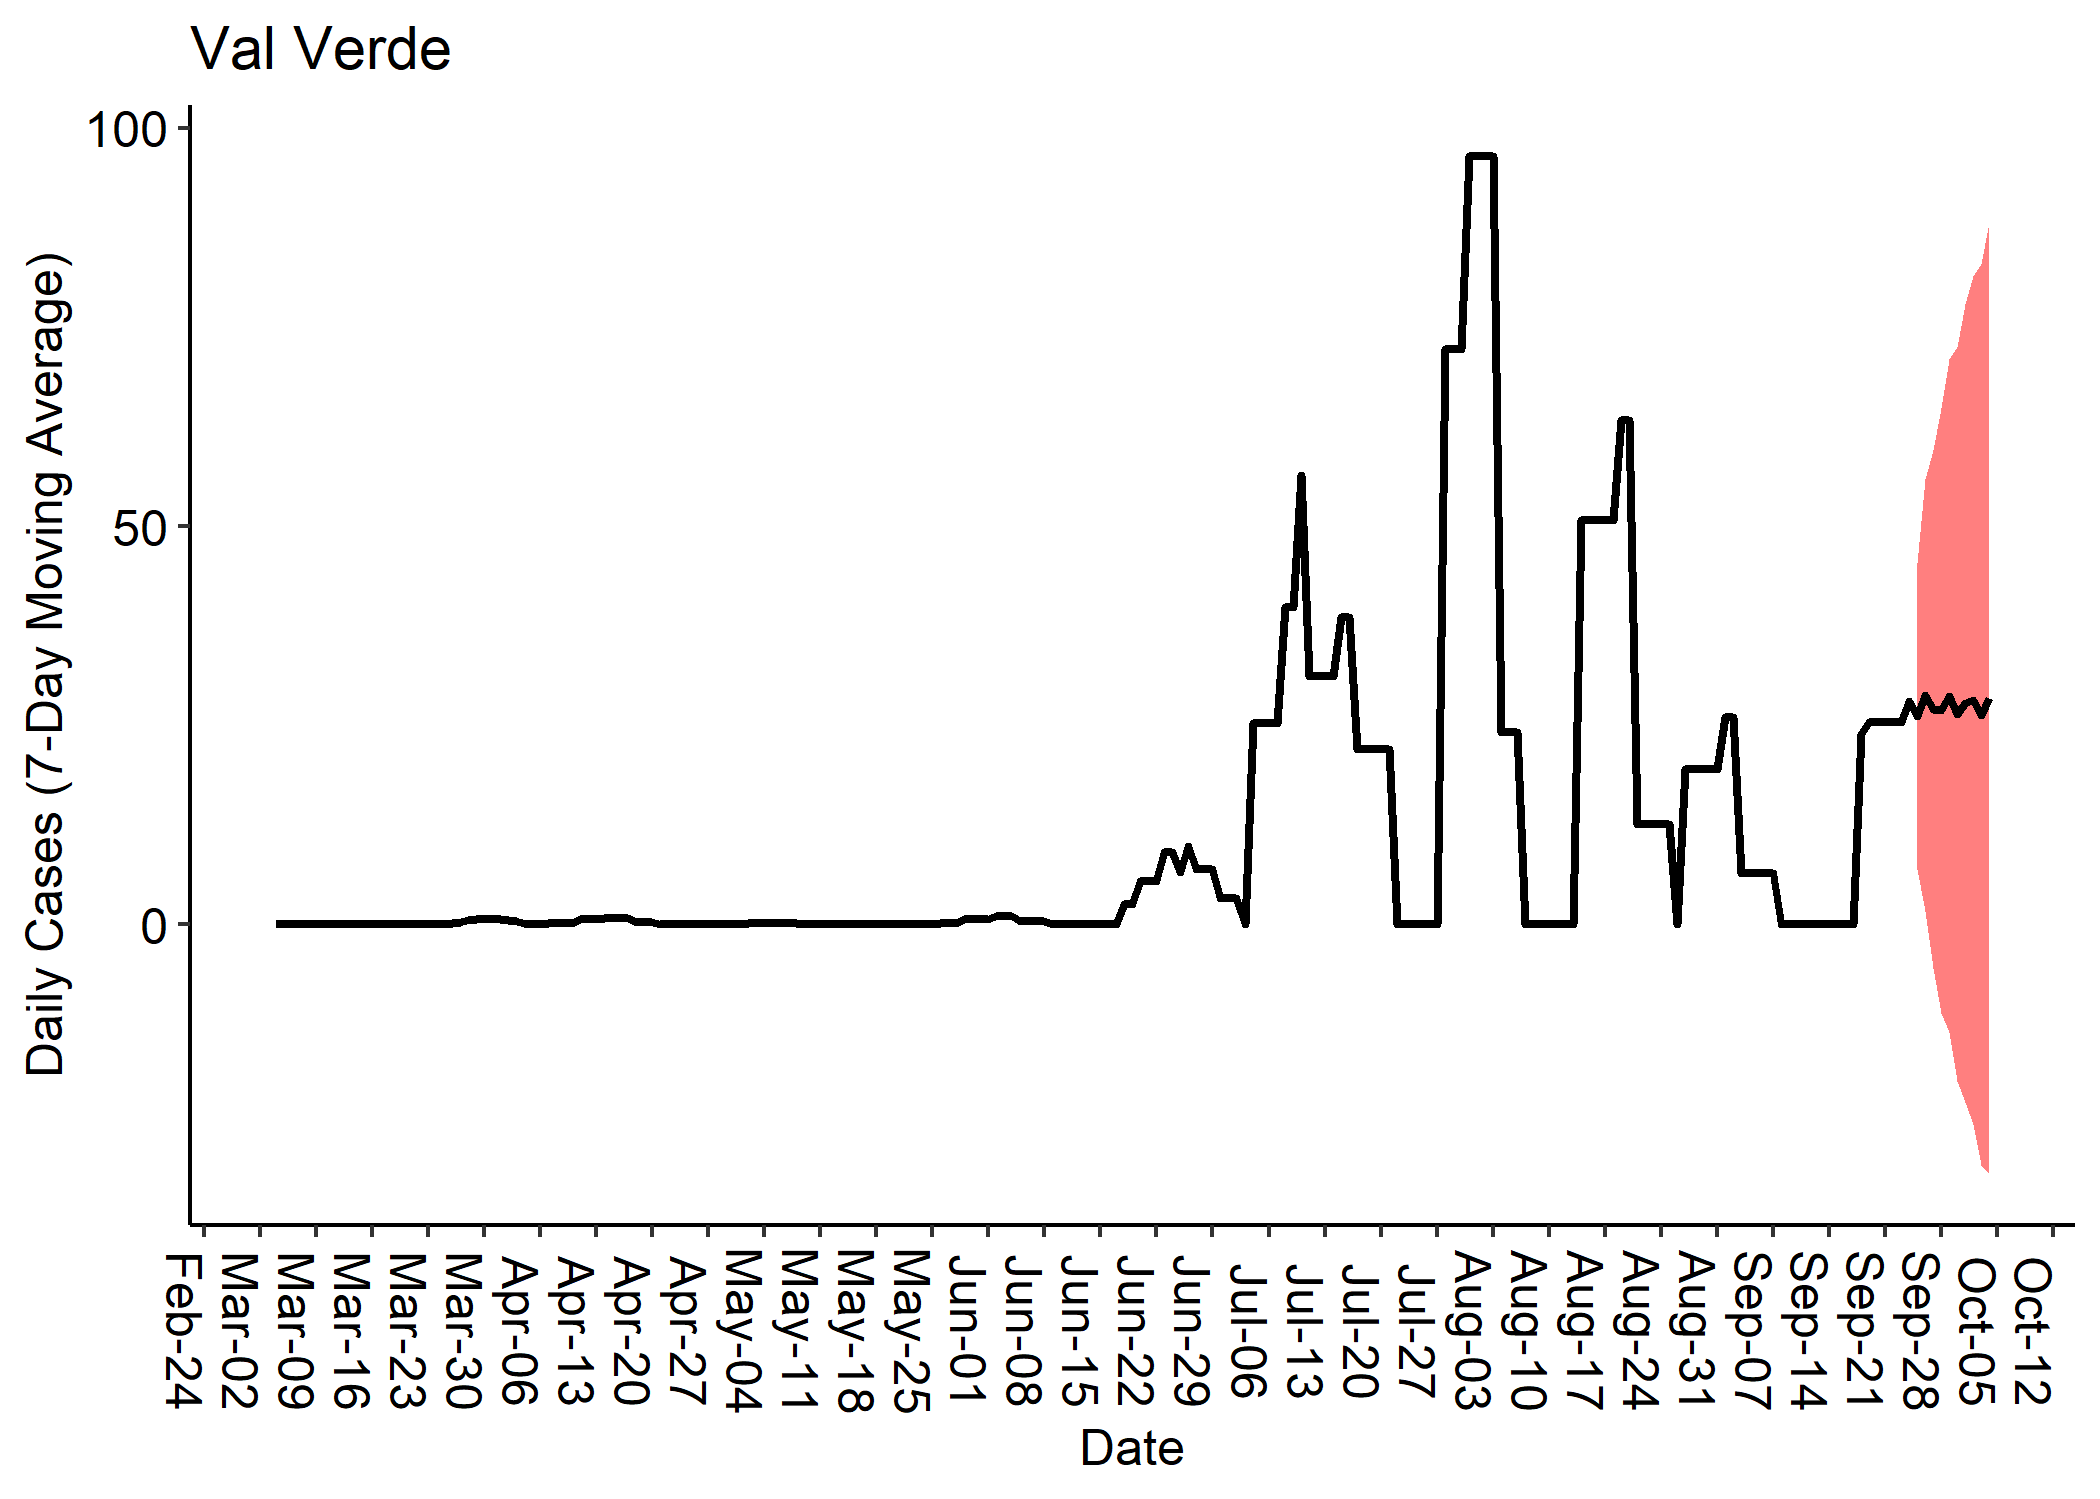 Val Verde
Daily Cases (7-Day Moving Average)
100
50
0
Feb-24
Mar-02
Mar-09
Mar-16
Mar-23
Mar-30
Apr-06
Apr-13
Apr-20
Apr-27
May-04
May-11
May-18
May-25
Jun-01
Jun-08
Jun-15
Jun-22
Jun-29
Jul-06
Jul-13
Jul-20
Jul-27
Aug-03
Aug-10
Aug-17
Aug-24
Aug-31
Sep-07
Sep-14
Sep-21
Sep-28
Oct-05
Oct-12
Date